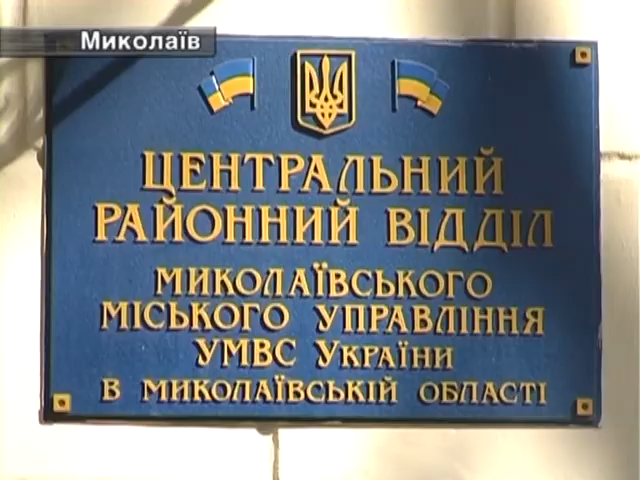 Миколаїв
ЦЕНТРАЛЬНИЙ
РАЙОННИЙ ВІДДІЛ
МИКОЛАЇВСЬКОГО
МІСЬКОГО УПРАВЛІННЯ
УМВС УКРАЇНИ
В МИКОЛАЇВСЬКІЙ ОБЛАСТІ